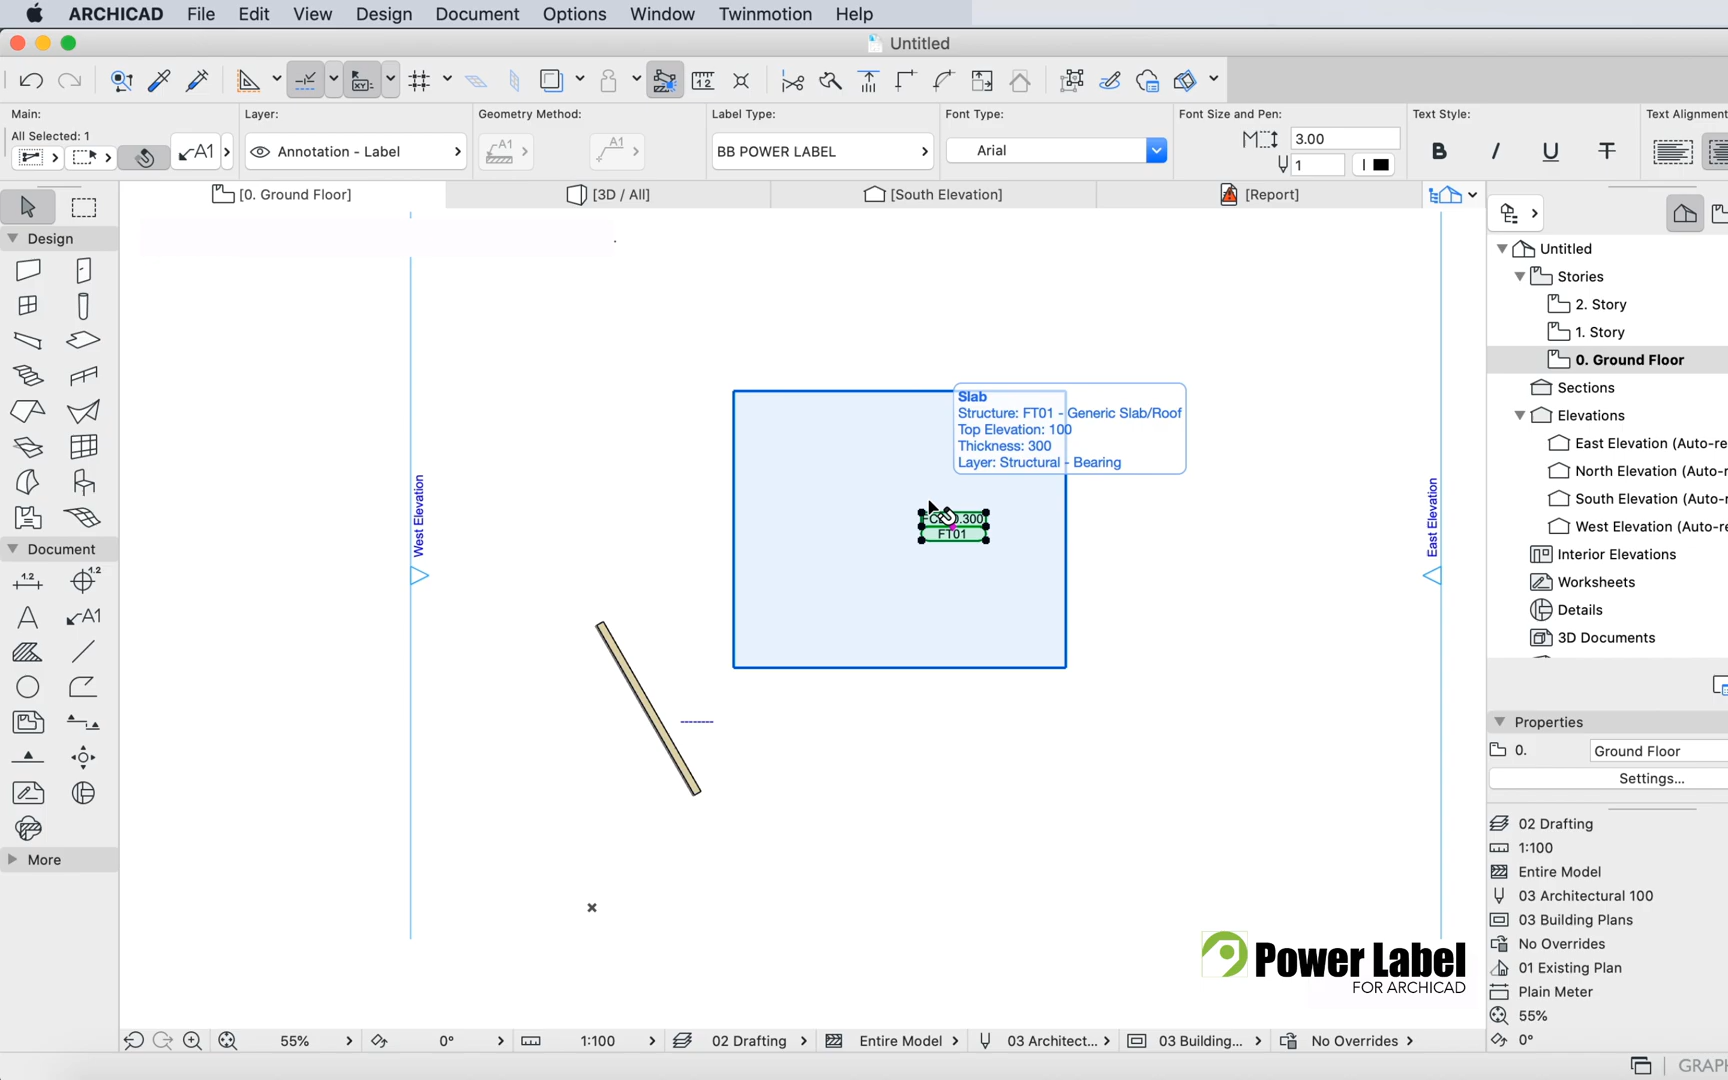 ARCHICAD File Edit View Design Document Options Window Twinmotion Help
Untitled
Main:
All Selected: 1
Layer:
Annotation - Label
Geometry Method:
Label Type:
BB POWER LABEL
Font Type:
Arial
Font Size and Pen:
3.00
1
Text Style:
B I U T
Text Alignment
[0. Ground Floor]
[3D / All]
[South Elevation]
[Report]
Design
Document
More
West Elevation
East Elevation
Slab
Structure: FT01 - Generic Slab/Roof
Top Elevation: 100
Thickness: 300
Layer: Structural - Bearing
FT01
Power Label
FOR ARCHICAD
Untitled
Stories
2. Story
1. Story
0. Ground Floor
Sections
Elevations
East Elevation (Auto-r
North Elevation (Auto-r
South Elevation (Auto-r
West Elevation (Auto-r
Interior Elevations
Worksheets
Details
3D Documents
Properties
0. Ground Floor
Settings...
02 Drafting
1:100
Entire Model
03 Architectural 100
03 Building Plans
No Overrides
01 Existing Plan
Plain Meter
55%
0°
55% 0° 1:100 02 Drafting Entire Model 03 Architect... 03 Building... No Overrides
GRAPH